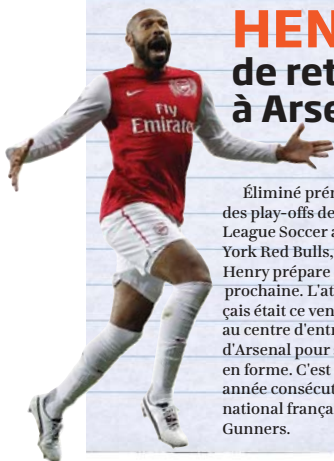 HEN
de ret
à Arse
Fly
Emirates
Éliminé prém
des play-offs de
League Soccer a
York Red Bulls,
Henry prépare
prochaine. L'at
çais était ce ven
au centre d'entr
d'Arsenal pour
en forme. C'est
année consécut
national frança
Gunners.